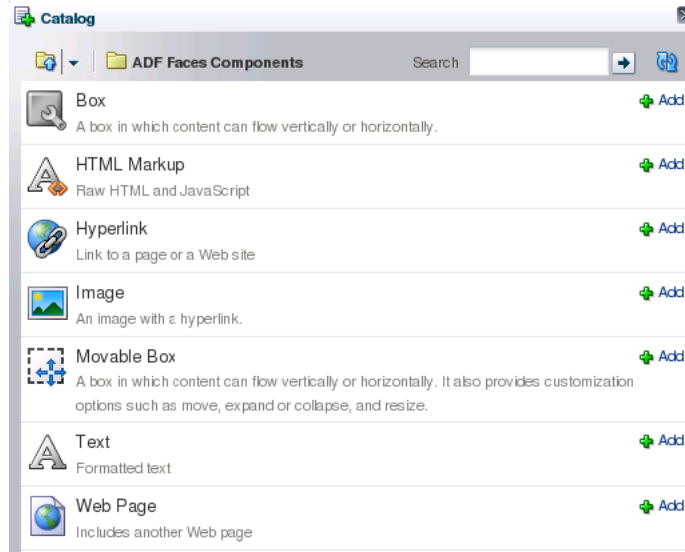 Catalog
ADF Faces Components Search
Box Add
A box in which content can flow vertically or horizontally.
HTML Markup Add
Raw HTML and JavaScript
Hyperlink Add
Link to a page or a Web site
Image Add
An image with a hyperlink.
Movable Box Add
A box in which content can flow vertically or horizontally. It also provides customization
options such as move, expand or collapse, and resize.
Text Add
Formatted text
Web Page Add
Includes another Web page